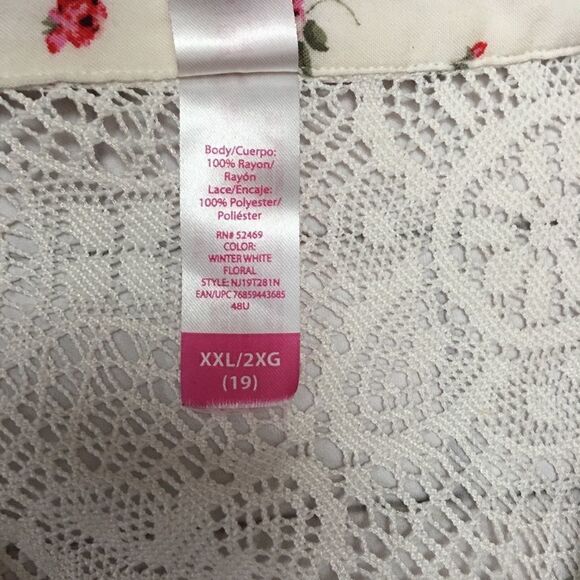 Body/Cuerpo:
100% Rayon/
Rayón
Lace/Encaje:
100% Polyester/
Poliéster
RN# 52469
COLOR:
WINTER WHITE
FLORAL
STYLE: NJ19T281N
EAN/UPC 76859443685
48U
XXL/2XG
(19)